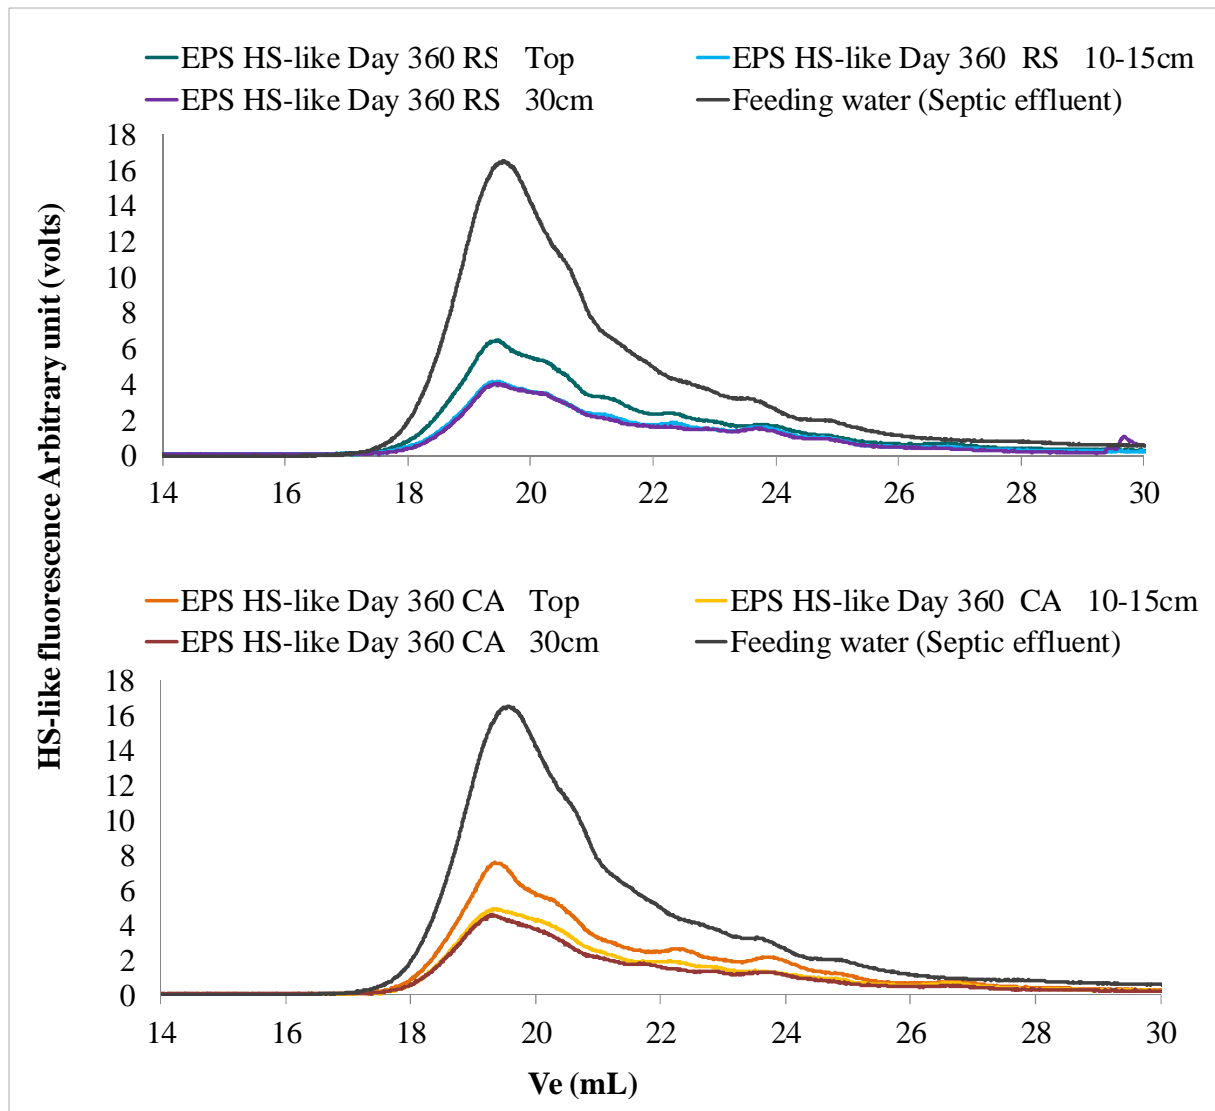 EPS HS-like Day 360 RS Top
EPS HS-like Day 360 RS 10-15cm
EPS HS-like Day 360 RS 30cm
Feeding water (Septic effluent)
18
16
14
12
10
8
6
4
2
0
14 16 18 20 22 24 26 28 30
HS-like fluorescence Arbitrary unit (volts)
EPS HS-like Day 360 CA Top
EPS HS-like Day 360 CA 10-15cm
EPS HS-like Day 360 CA 30cm
Feeding water (Septic effluent)
18
16
14
12
10
8
6
4
2
0
14 16 18 20 22 24 26 28 30
Ve (mL)